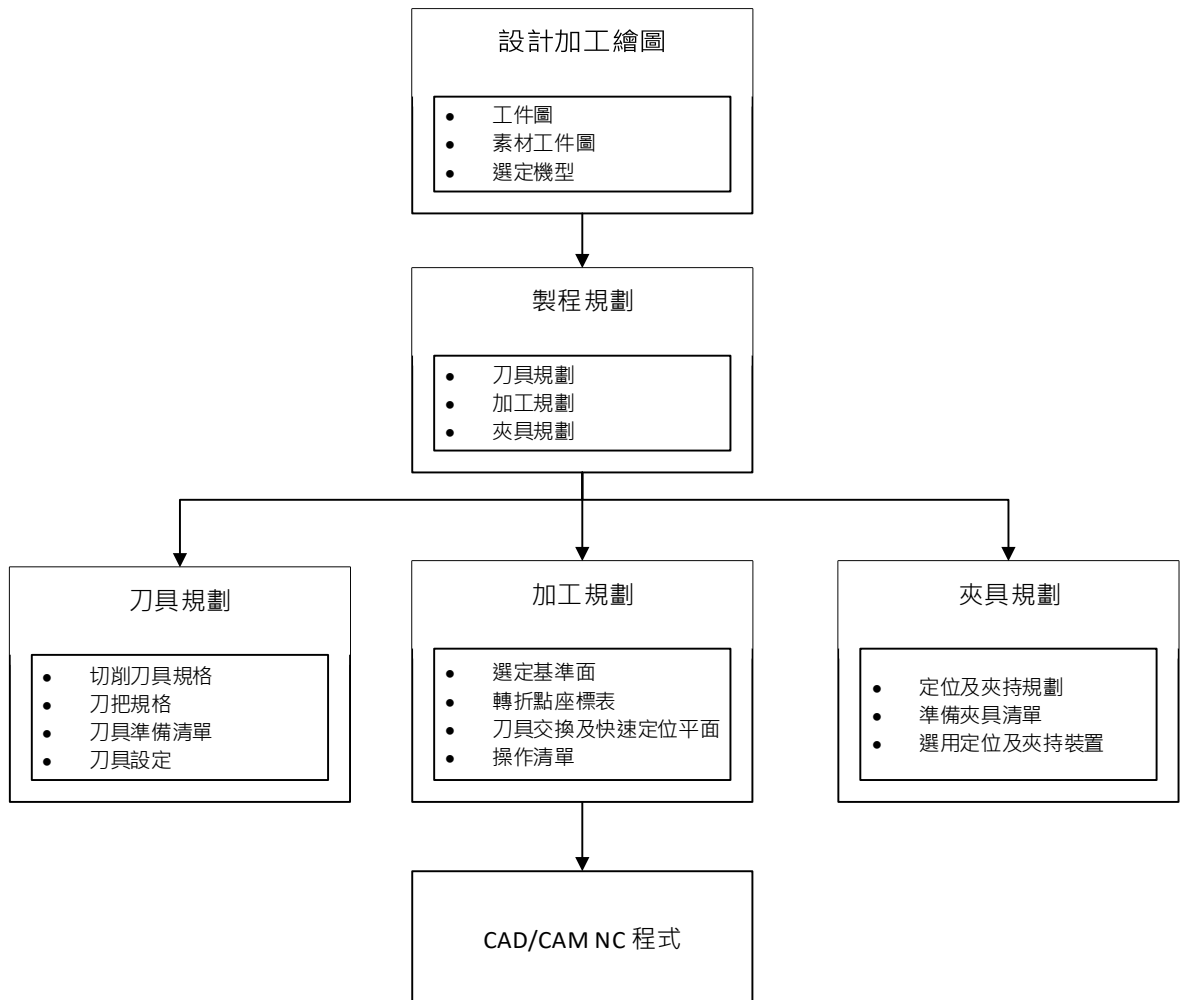 設計加工繪圖
● 工件圖
● 素材工件圖
● 選定機型
製程規劃
● 刀具規劃
● 加工規劃
● 夾具規劃
刀具規劃
● 切削刀具規格
● 刀把規格
● 刀具準備清單
● 刀具設定
加工規劃
● 選定基準面
● 轉折點座標表
● 刀具交換及快速定位平面
● 操作清單
夾具規劃
● 定位及夾持規劃
● 準備夾具清單
● 選用定位及夾持裝置
CAD/CAM NC 程式